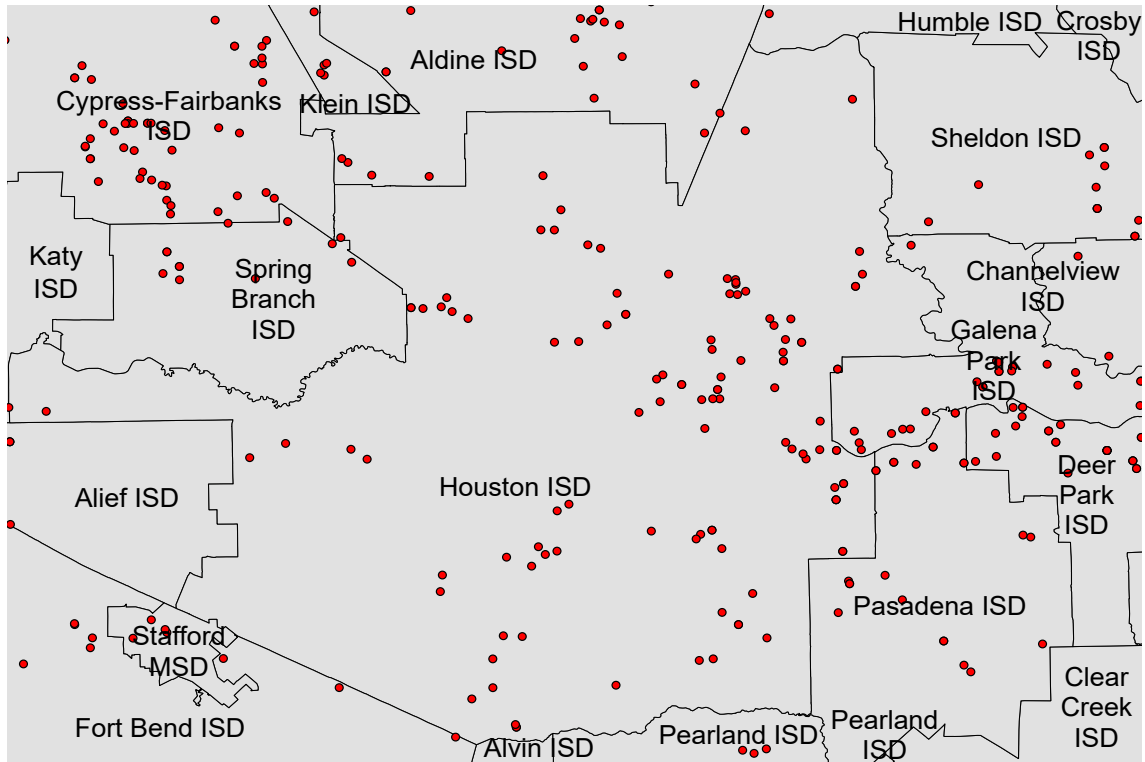 Humble ISD
Crosby
ISD
Aldine ISD
Cypress-Fairbanks
ISD
Klein ISD
Sheldon ISD
Katy
ISD
Spring
Branch
ISD
Channelview
ISD
Galena
Park
ISD
Houston ISD
Alief ISD
Deer
Park
ISD
Pasadena ISD
Stafford
MSD
Clear
Creek
ISD
Fort Bend ISD
Alvin ISD
Pearland ISD
Pearland
ISD